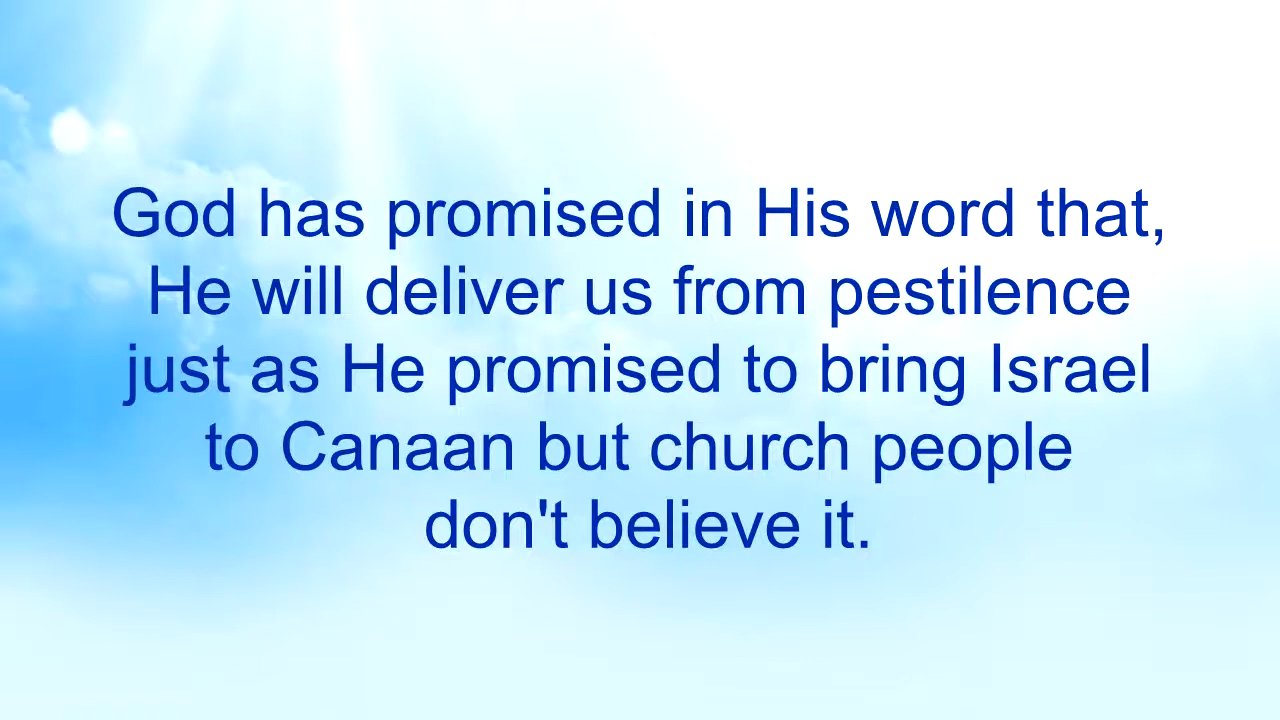 God has promised in His word that,
He will deliver us from pestilence
just as He promised to bring Israel
to Canaan but church people
don't believe it.